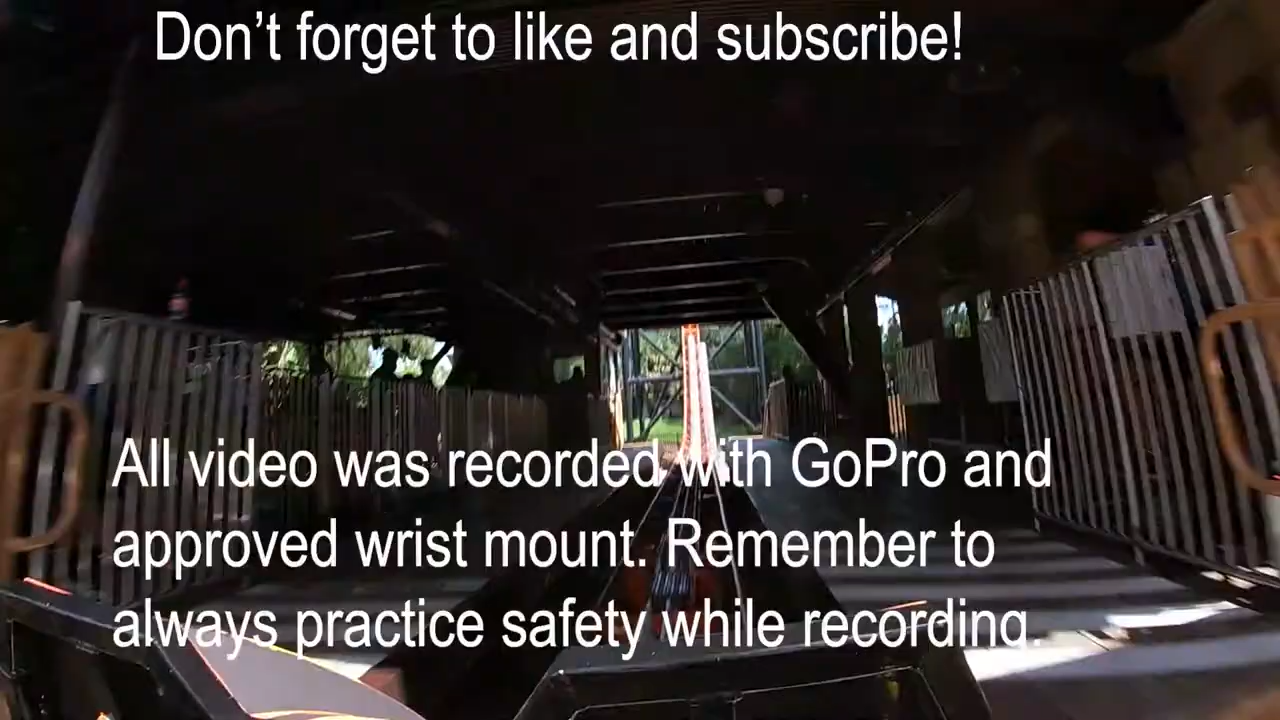 Don’t forget to like and subscribe!
All video was recorded with GoPro and
approved wrist mount. Remember to
always practice safety while recording.